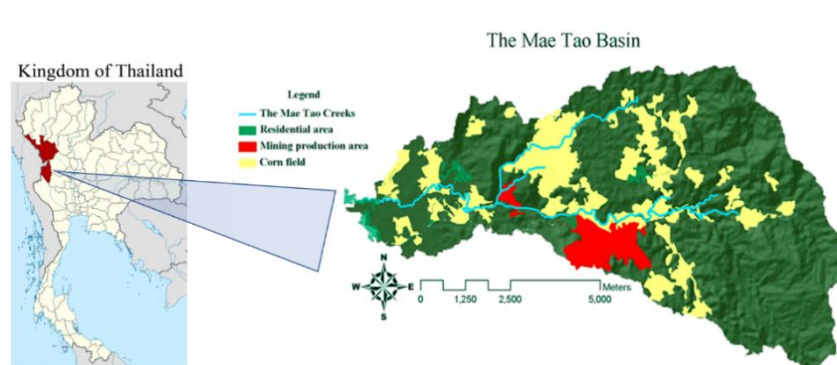 Kingdom of Thailand
The Mae Tao Basin
Legend
The Mae Tao Creeks
Residential area
Mining production area
Corn field
N
W E
S
0 1,250 2,500 5,000
Meters